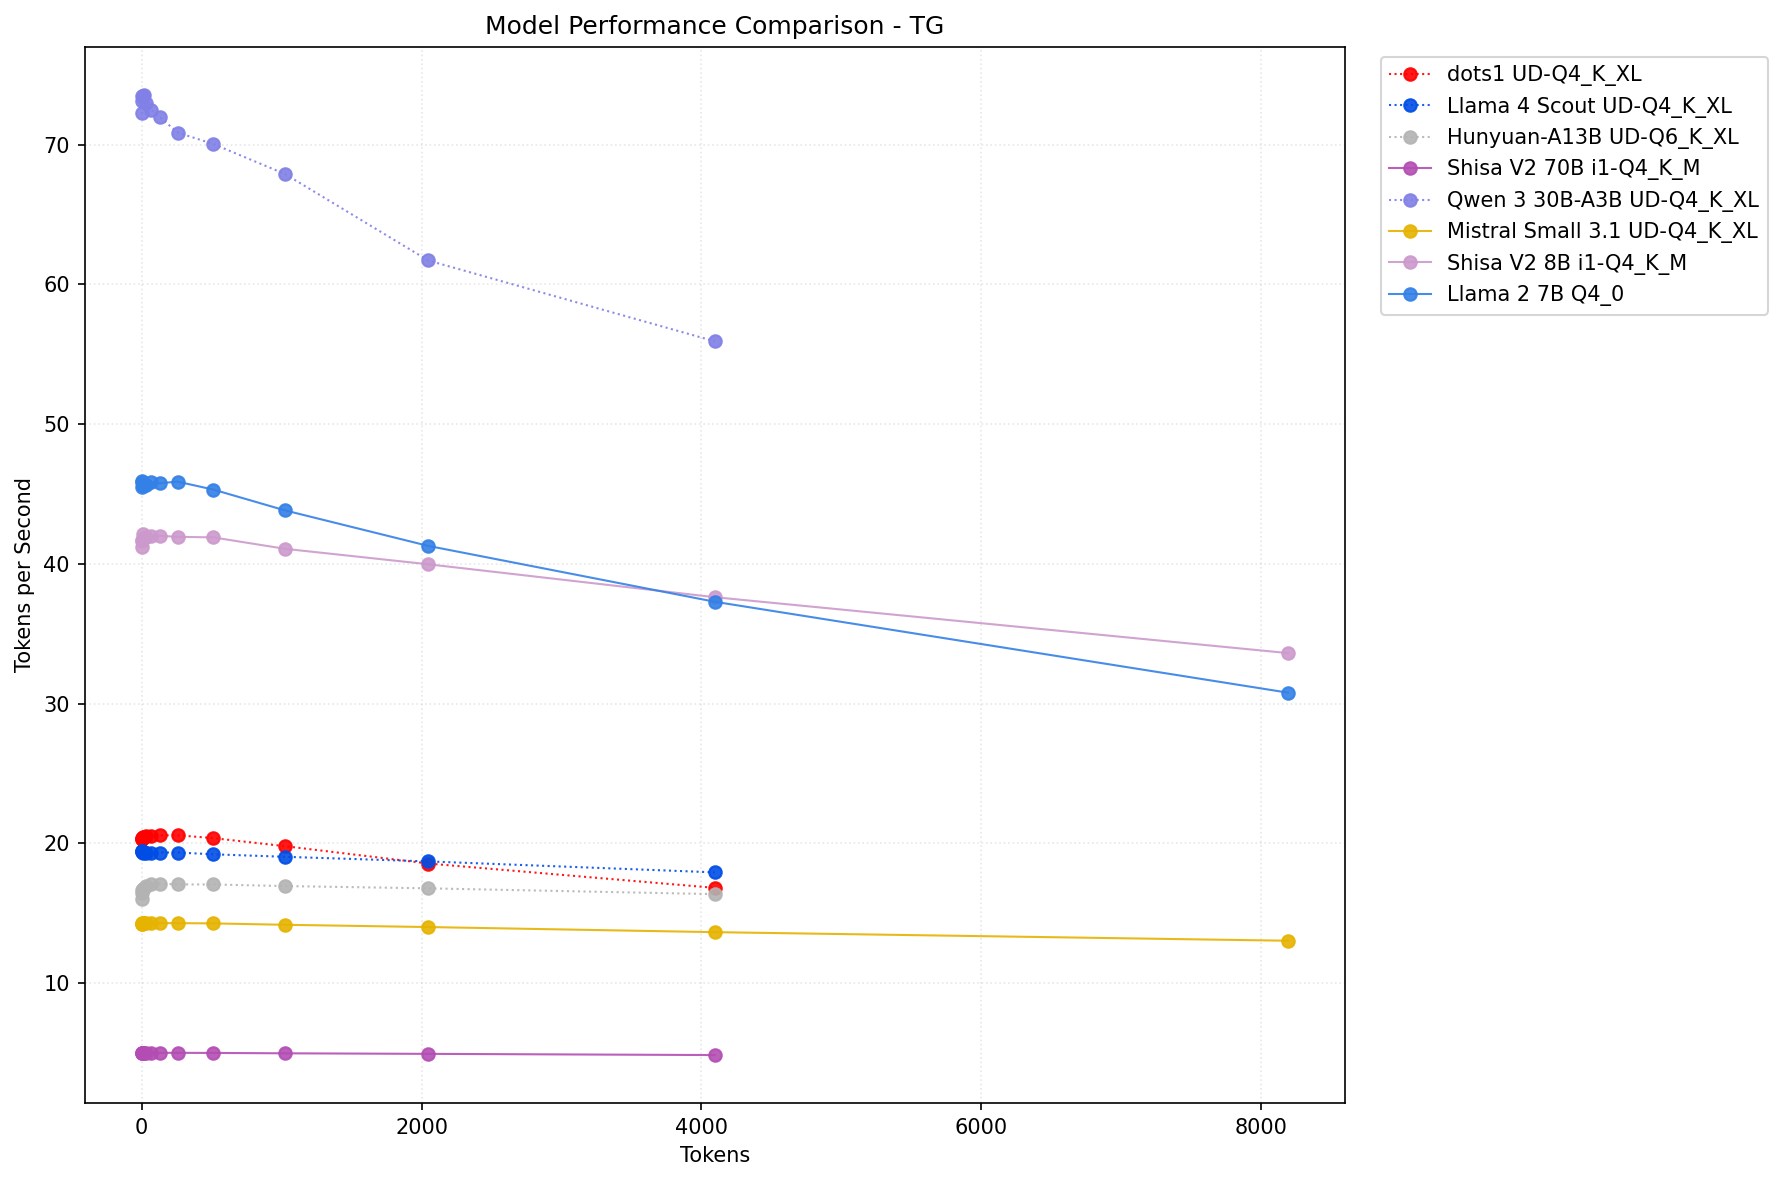 Model Performance Comparison - TG
dots1 UD-Q4_K_XL
Llama 4 Scout UD-Q4_K_XL
Hunyuan-A13B UD-Q6_K_XL
Shisa V2 70B i1-Q4_K_M
Qwen 3 30B-A3B UD-Q4_K_XL
Mistral Small 3.1 UD-Q4_K_XL
Shisa V2 8B i1-Q4_K_M
Llama 2 7B Q4_0
Tokens per Second
70
60
50
40
30
20
10
0 2000 4000 6000 8000
Tokens